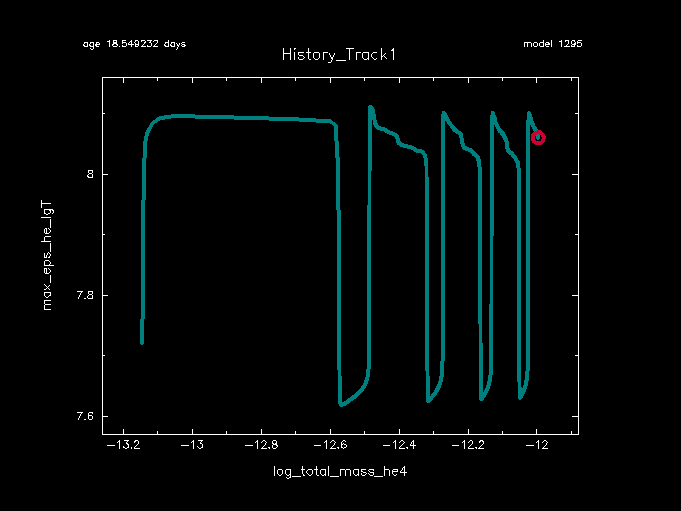 age 18.549232 days
model 1295
History_Track1
8
7.8
7.6
max_eps_he_lgT
−13.2 −13 −12.8 −12.6 −12.4 −12.2 −12
log_total_mass_he4